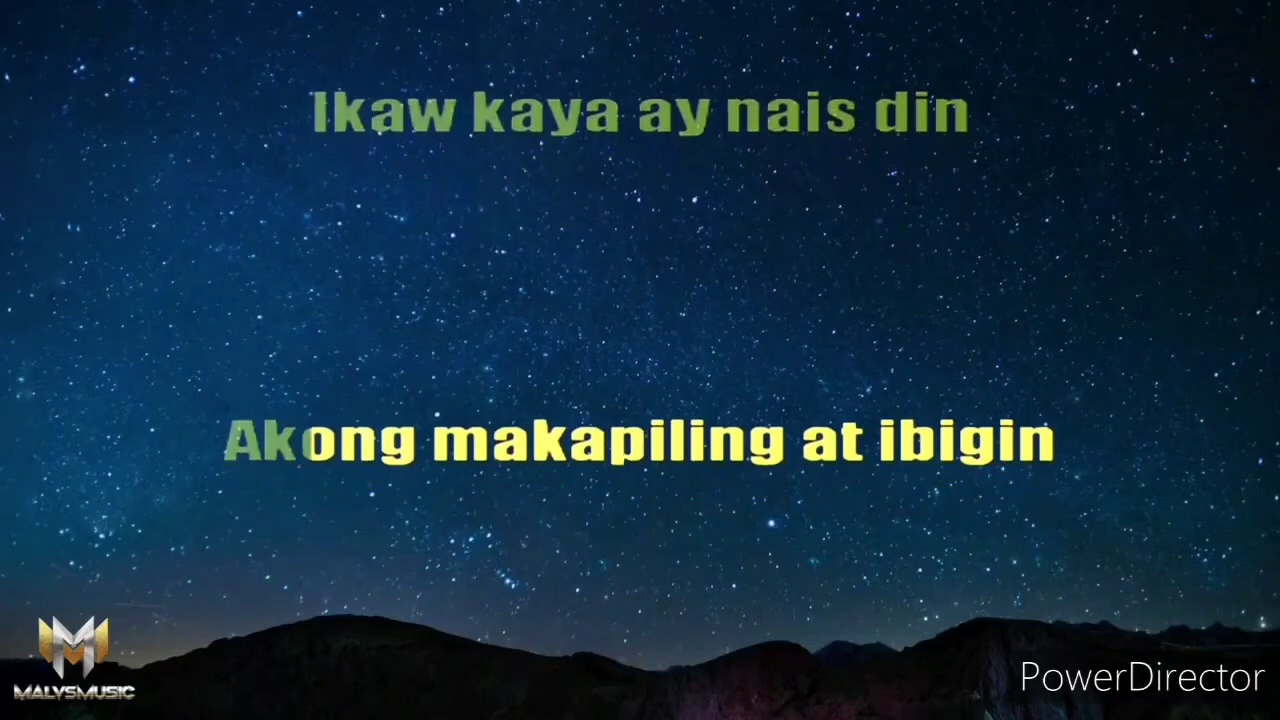 Ikaw kaya ay nais din
Akong makapiling at ibigin
MALYSMUSIC
PowerDirector